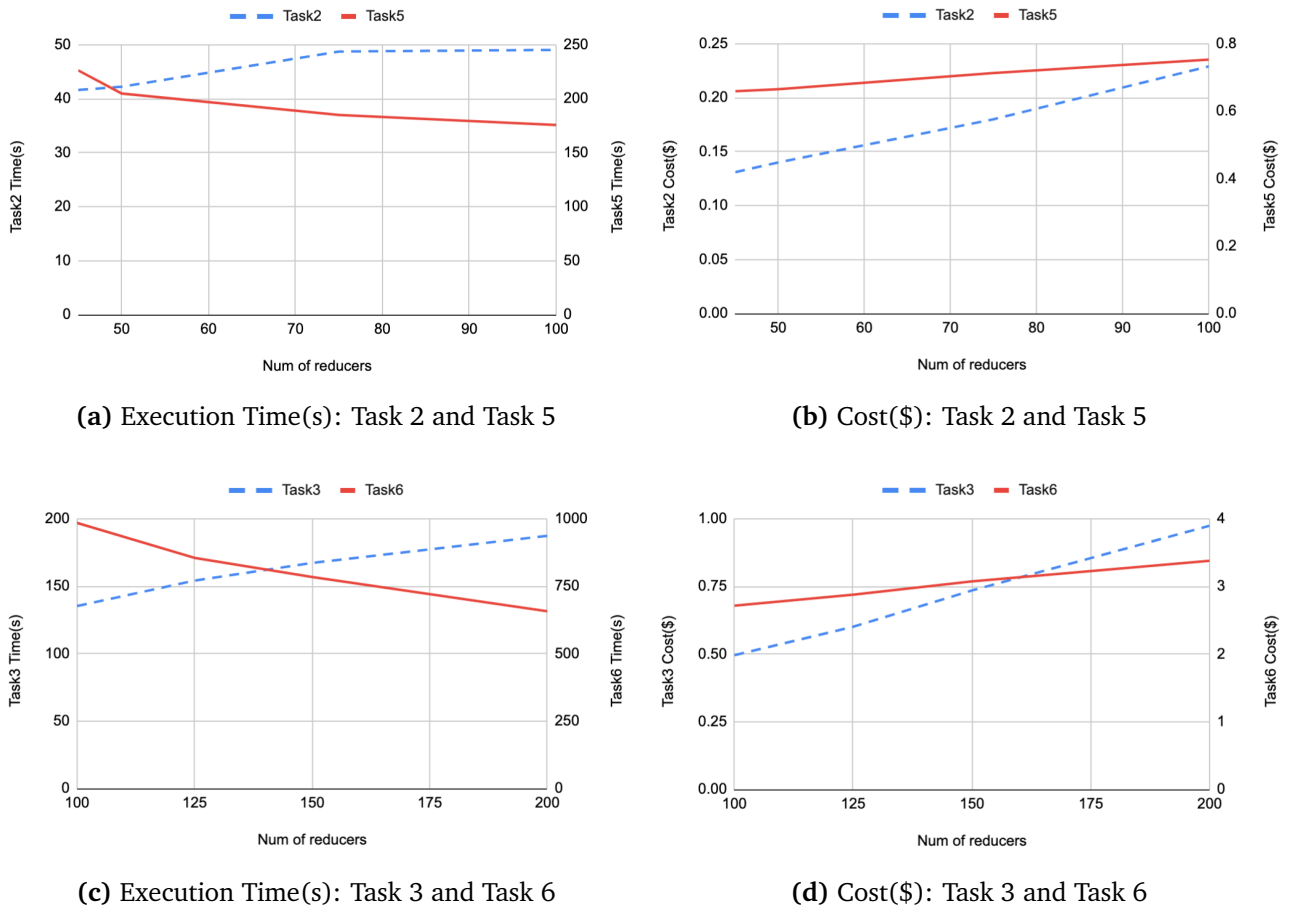 Task2 Task5
50
40
30
20
10
0
250
200
150
100
50
0
Task2 Time(s)
Task5 Time(s)
50 60 70 80 90 100
Num of reducers
(a) Execution Time(s): Task 2 and Task 5
Task2 Task5
0.25
0.20
0.15
0.10
0.05
0.00
0.8
0.6
0.4
0.2
0.0
Task2 Cost($)
Task5 Cost($)
50 60 70 80 90 100
Num of reducers
(b) Cost($): Task 2 and Task 5
Task3 Task6
200
150
100
50
0
1000
750
500
250
0
Task3 Time(s)
Task6 Time(s)
100 125 150 175 200
Num of reducers
(c) Execution Time(s): Task 3 and Task 6
Task3 Task6
1.00
0.75
0.50
0.25
0.00
4
3
2
1
0
Task3 Cost($)
Task6 Cost($)
100 125 150 175 200
Num of reducers
(d) Cost($): Task 3 and Task 6